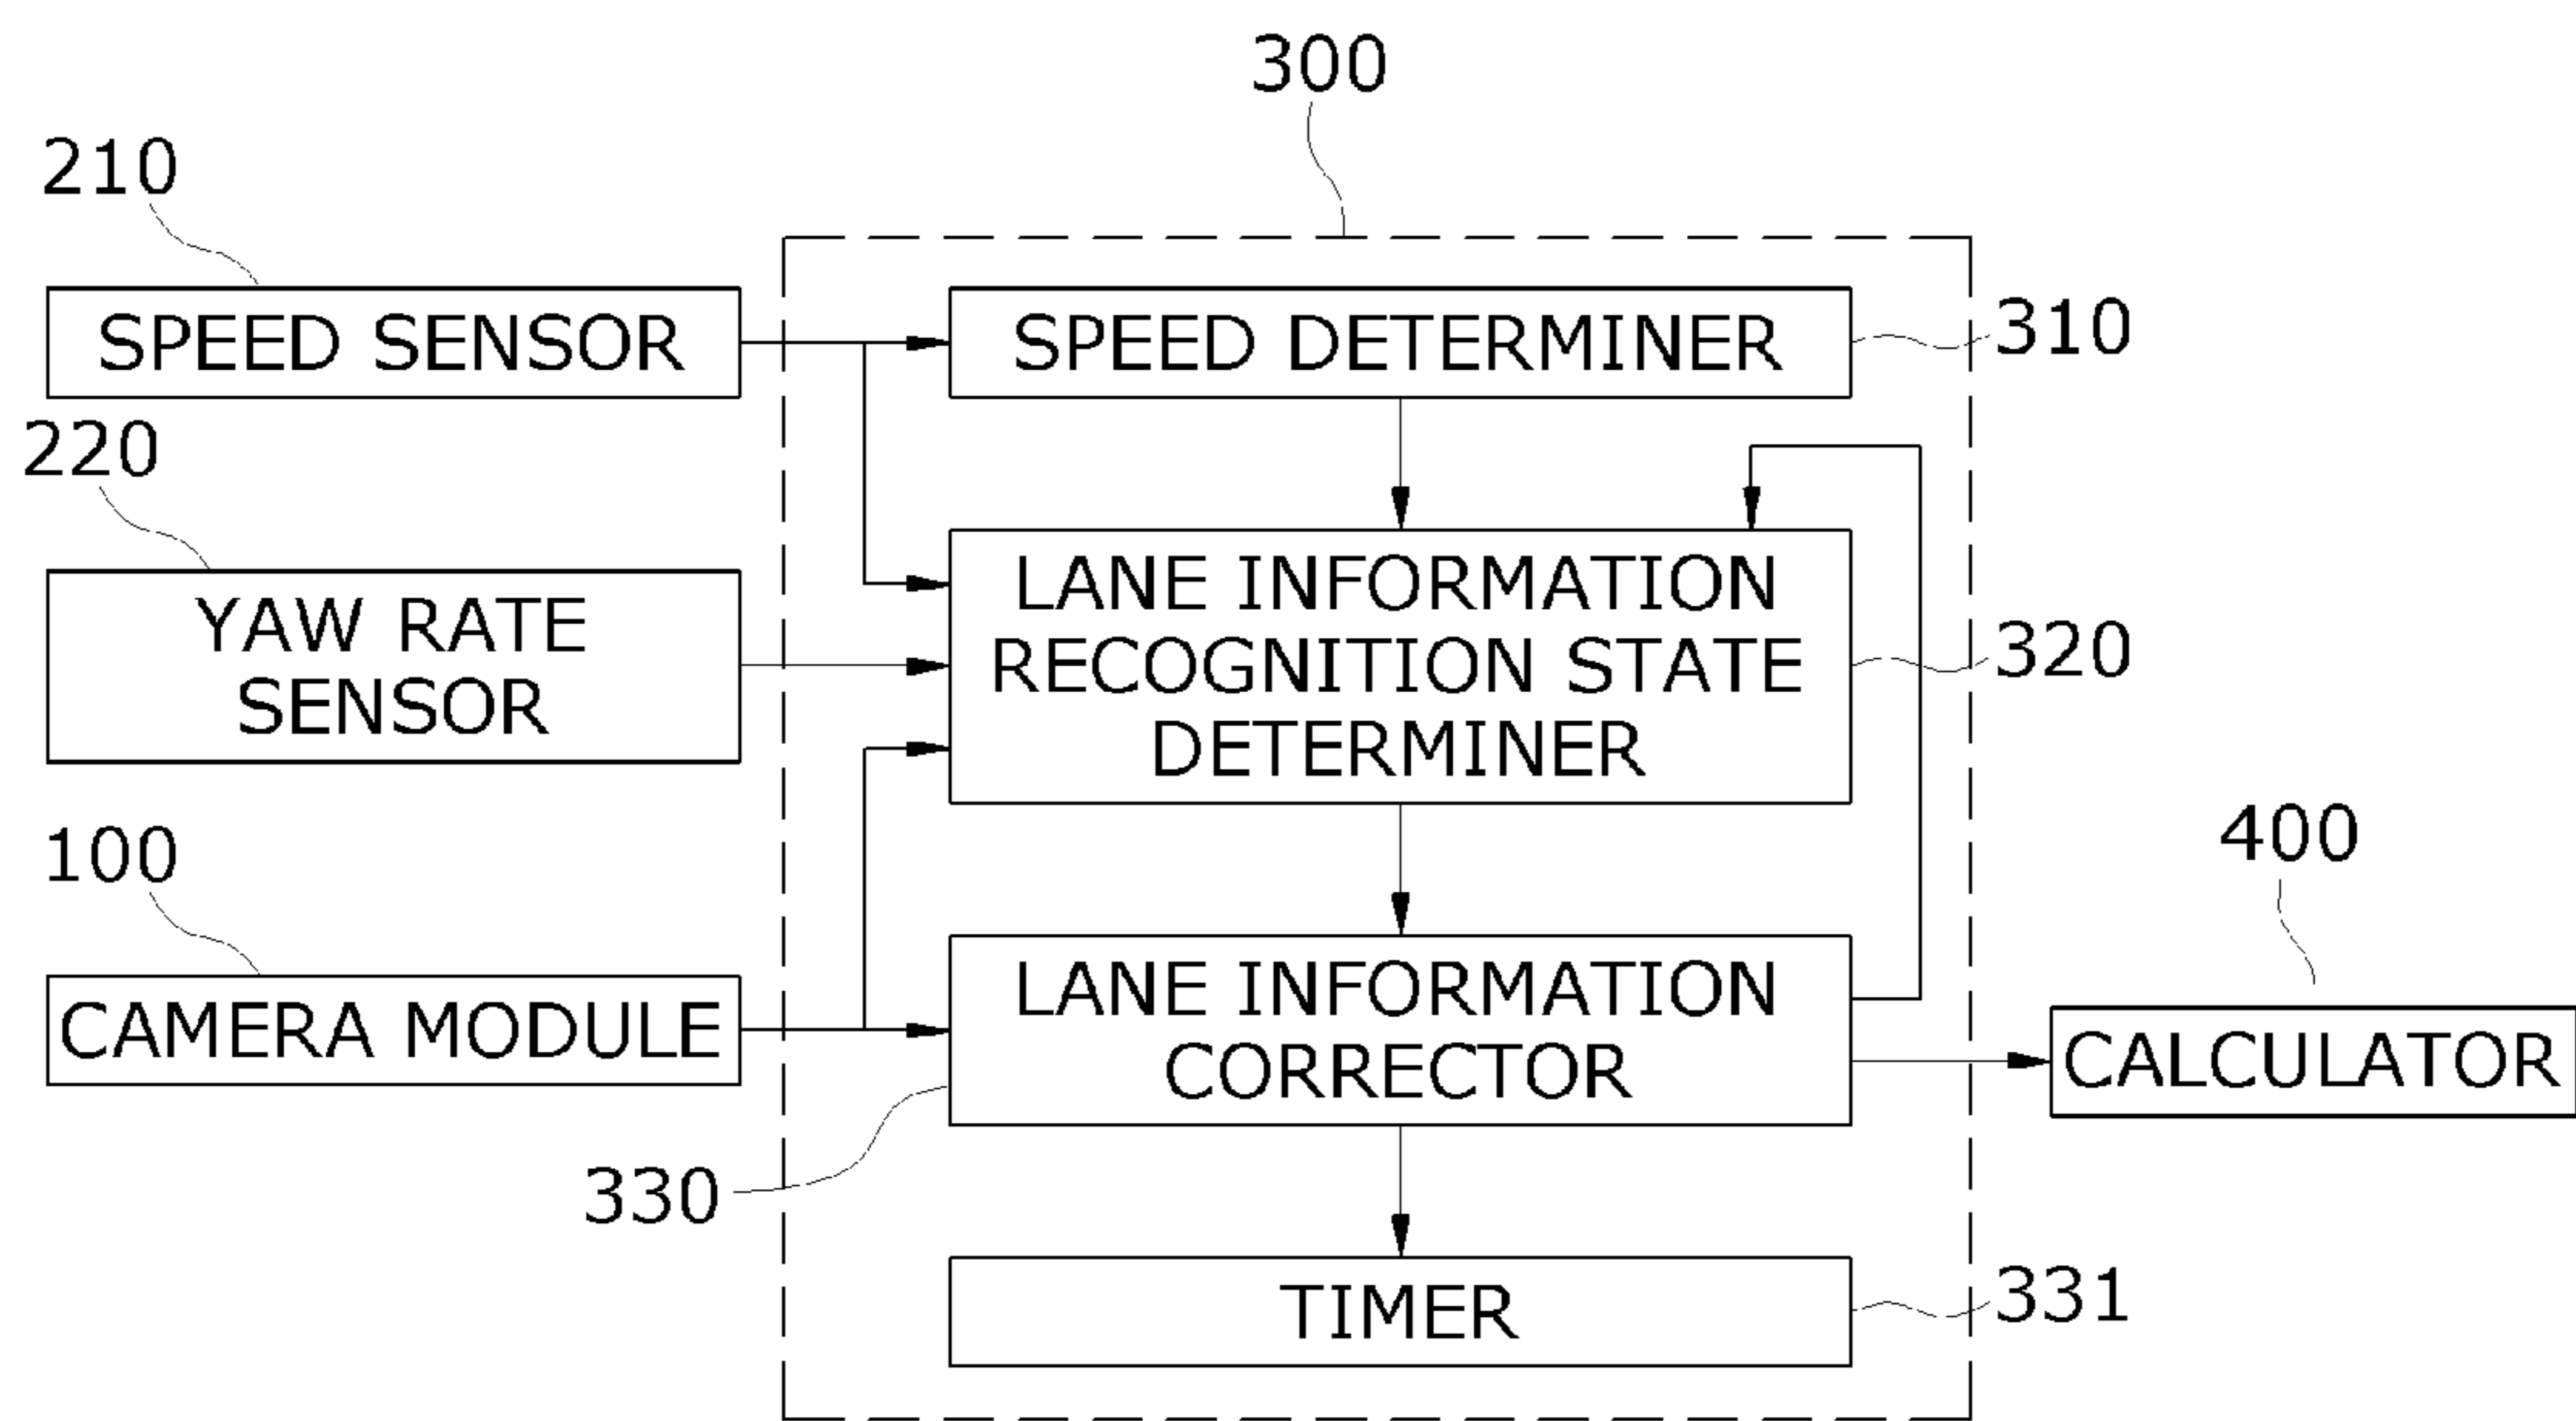 300
210
SPEED SENSOR
SPEED DETERMINER
310
220
YAW RATE
SENSOR
LANE INFORMATION
RECOGNITION STATE
DETERMINER
320
100
CAMERA MODULE
LANE INFORMATION
CORRECTOR
330
400
CALCULATOR
TIMER
331